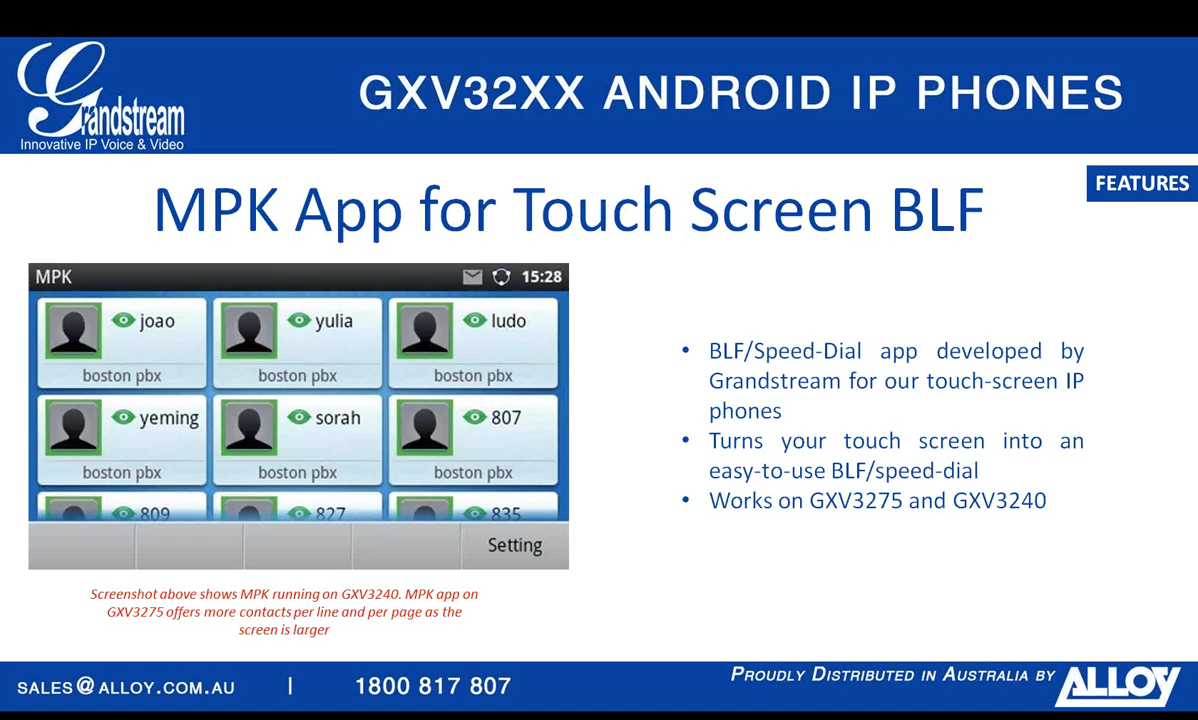 Grandstream
Innovative IP Voice & Video
GXV32XX ANDROID IP PHONES
FEATURES
MPK App for Touch Screen BLF
MPK 15:28
joao yulia ludo
boston pbx boston pbx boston pbx
yeming sorah 807
boston pbx boston pbx boston pbx
809 827 835
Setting
Screenshot above shows MPK running on GXV3240. MPK app on
GXV3275 offers more contacts per line and per page as the
screen is larger
• BLF/Speed-Dial app developed by
Grandstream for our touch-screen IP
phones
• Turns your touch screen into an
easy-to-use BLF/speed-dial
• Works on GXV3275 and GXV3240
SALES@ALLOY.COM.AU | 1800 817 807
PROUDLY DISTRIBUTED IN AUSTRALIA BY ALLOY